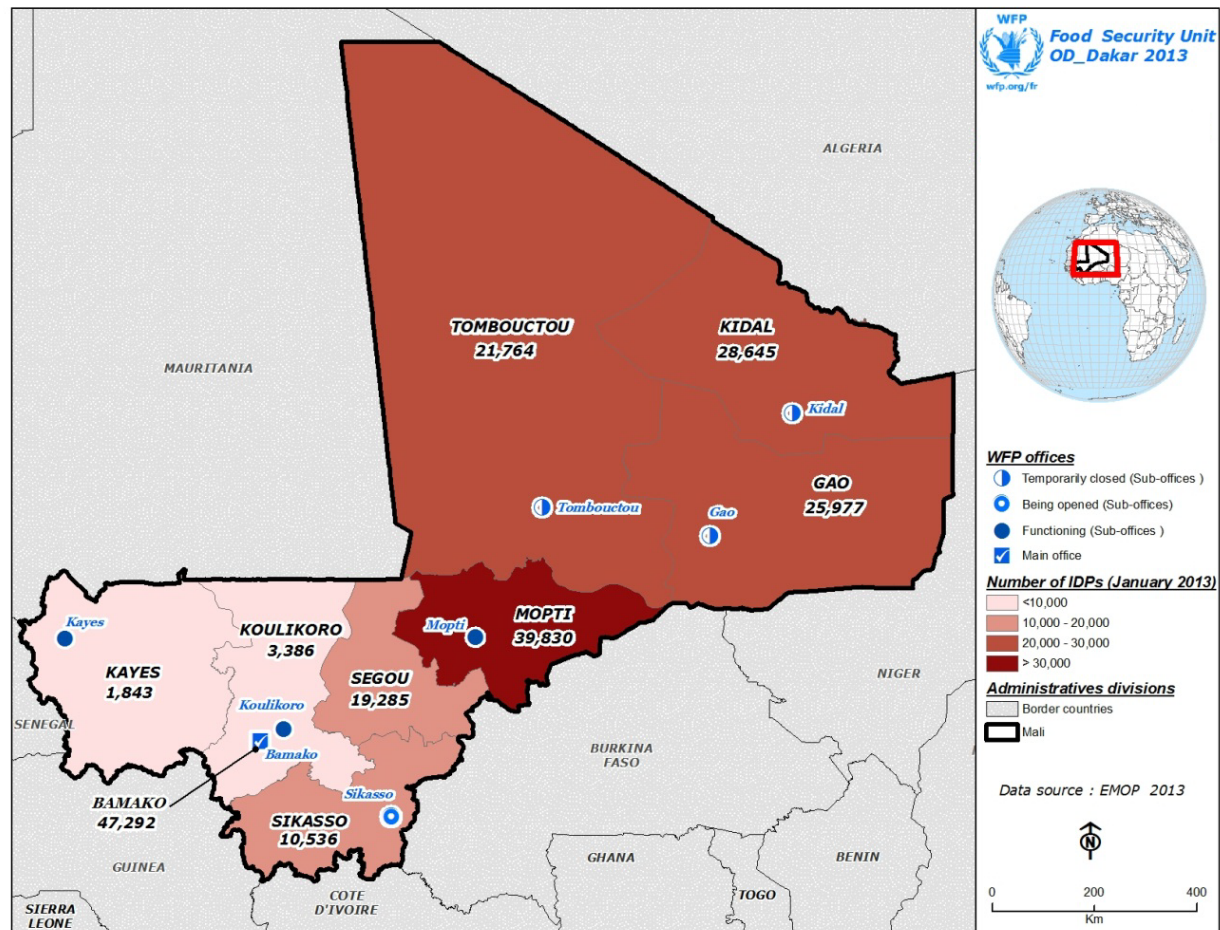 WFP
wfp.org/fr
Food Security Unit
OD_Dakar 2013
ALGERIA
MAURITANIA
TOMBOUCTOU
21,764
KIDAL
28,645
Kidal
GAO
25,977
Tombouctou
Gao
MOPTI
39,830
Mopti
Kayes
KOULIKORO
3,386
KAYES
1,843
SEGOU
19,285
Koulikoro
Bamako
SENEGAL
NIGER
BURKINA
FASO
BAMAKO
47,292
Sikasso
SIKASSO
10,536
GUINEA
GHANA
BENIN
TOGO
COTE
D'IVOIRE
SIERRA
LEONE
WFP offices
Temporarily closed (Sub-offices )
Being opened (Sub-offices)
Functioning (Sub-offices )
Main office
Number of IDPs (January 2013)
<10,000
10,000 - 20,000
20,000 - 30,000
> 30,000
Administratives divisions
Border countries
Mali
Data source : EMOP 2013
N
0 200 400
Km